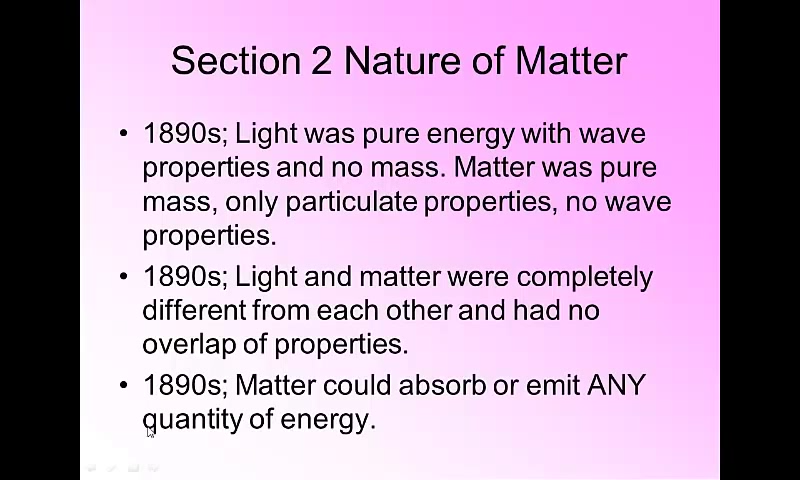 Section 2 Nature of Matter
• 1890s; Light was pure energy with wave
properties and no mass. Matter was pure
mass, only particulate properties, no wave
properties.
• 1890s; Light and matter were completely
different from each other and had no
overlap of properties.
• 1890s; Matter could absorb or emit ANY
quantity of energy.